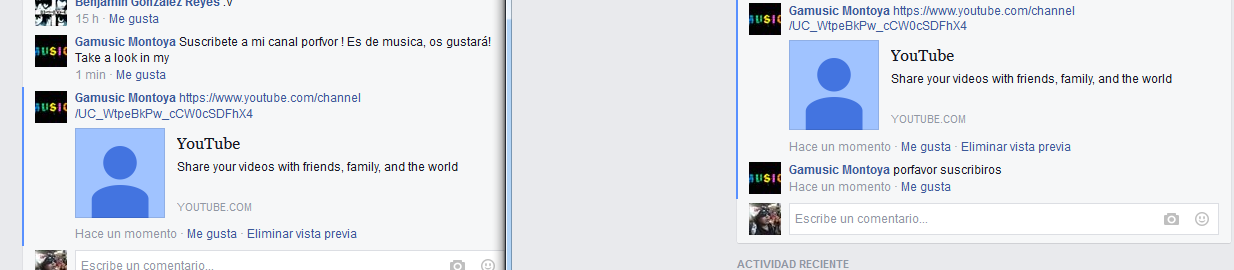 Benjamin González Reyes :v
15 h · Me gusta
Gamusic Montoya Suscribete a mi canal porfvor ! Es de musica, os gustará!
Take a look in my
1 min · Me gusta
Gamusic Montoya https://www.youtube.com/channel
/UC_WtpeBkPw_cCW0cSDFhX4
YouTube
Share your videos with friends, family, and the world
YOUTUBE.COM
Hace un momento · Me gusta · Eliminar vista previa
Escribe un comentario...
Gamusic Montoya https://www.youtube.com/channel
/UC_WtpeBkPw_cCW0cSDFhX4
YouTube
Share your videos with friends, family, and the world
YOUTUBE.COM
Hace un momento · Me gusta · Eliminar vista previa
Gamusic Montoya porfavor suscribiros
Hace un momento · Me gusta
Escribe un comentario...
ACTIVIDAD RECIENTE